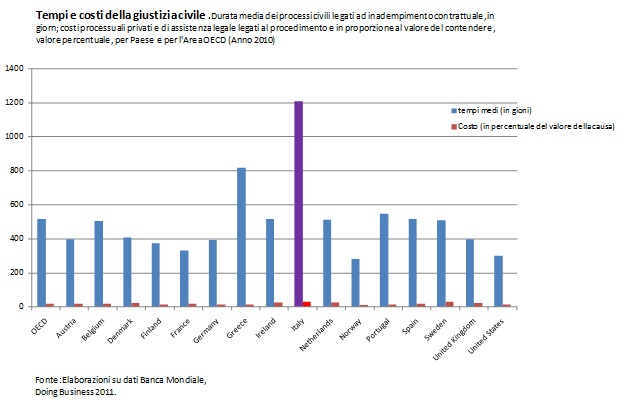 Tempi e costi della giustizia civile. Durata media dei processi civili legati ad inadempimento contrattuale, in
giorn; costi processuali privati e di assistenza legale legati al procedimento e in proporzione al valore del contendere,
valore percentuale, per Paese e per l'Area OECD (Anno 2010)
1400
1200
1000
800
600
400
200
0
tempi medi (in gioni)
Costo (in percentuale del valore della causa)
OECD
Austria
Belgium
Denmark
Finland
France
Germany
Greece
Ireland
Italy
Netherlands
Norway
Portugal
Spain
Sweden
United Kingdom
United States
Fonte: Elaborazioni su dati Banca Mondiale,
Doing Business 2011.